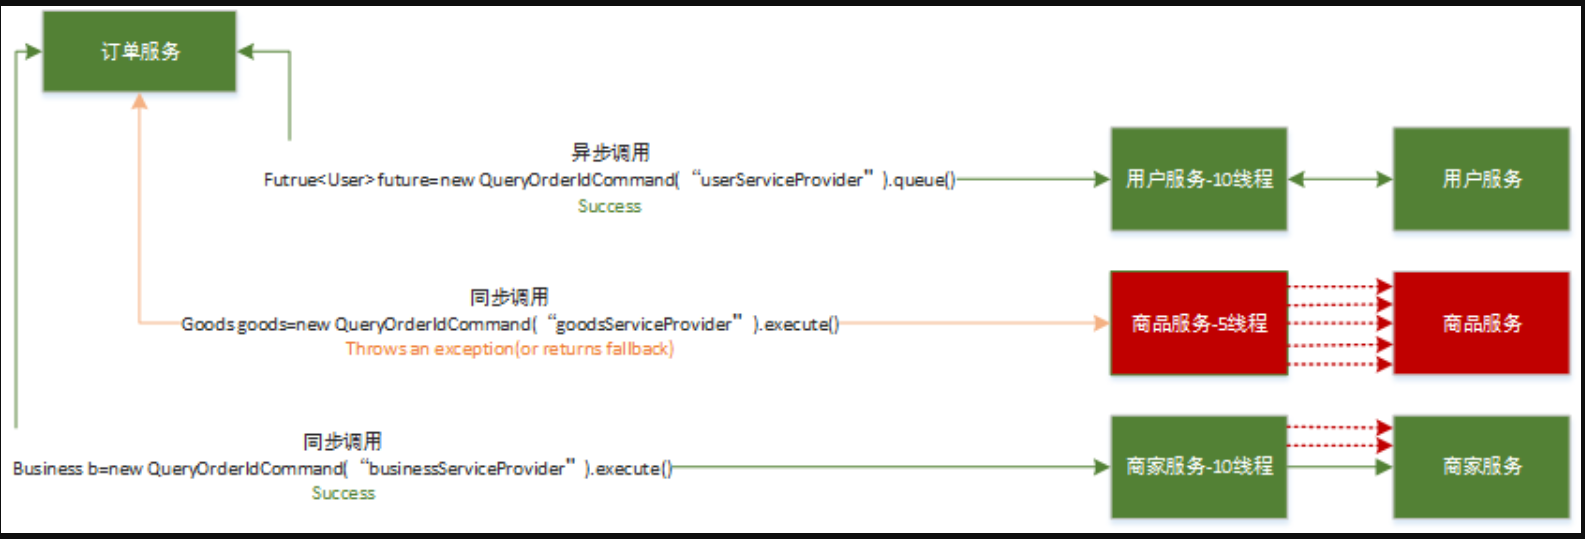 订单服务
异步调用
Futrue<User> future=new QueryOrderIdCommand(“userServiceProvider”).queue()
Success
用户服务-10线程
用户服务
同步调用
Goods goods=new QueryOrderIdCommand(“goodsServiceProvider”).execute()
Throws an exception(or returns fallback)
商品服务-5线程
商品服务
同步调用
Business b=new QueryOrderIdCommand(“businessServiceProvider”).execute()
Success
商家服务-10线程
商家服务